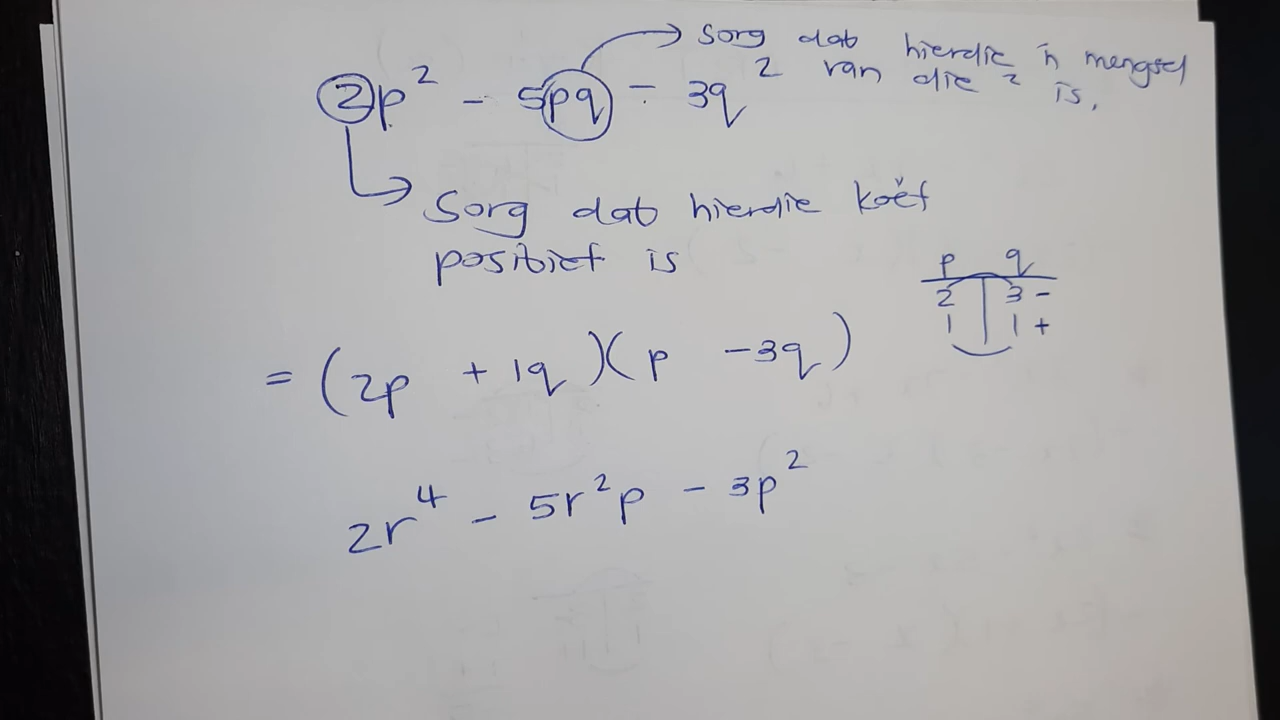 Sorg dat hierdie 'n mengsel
van die 2 is.
2p² - 5pq - 3q²
Sorg dat hierdie koëf
positief is
p q
2 3 -
1 1 +
= (2p + 1q)(p - 3q)
2r⁴ - 5r²p - 3p²